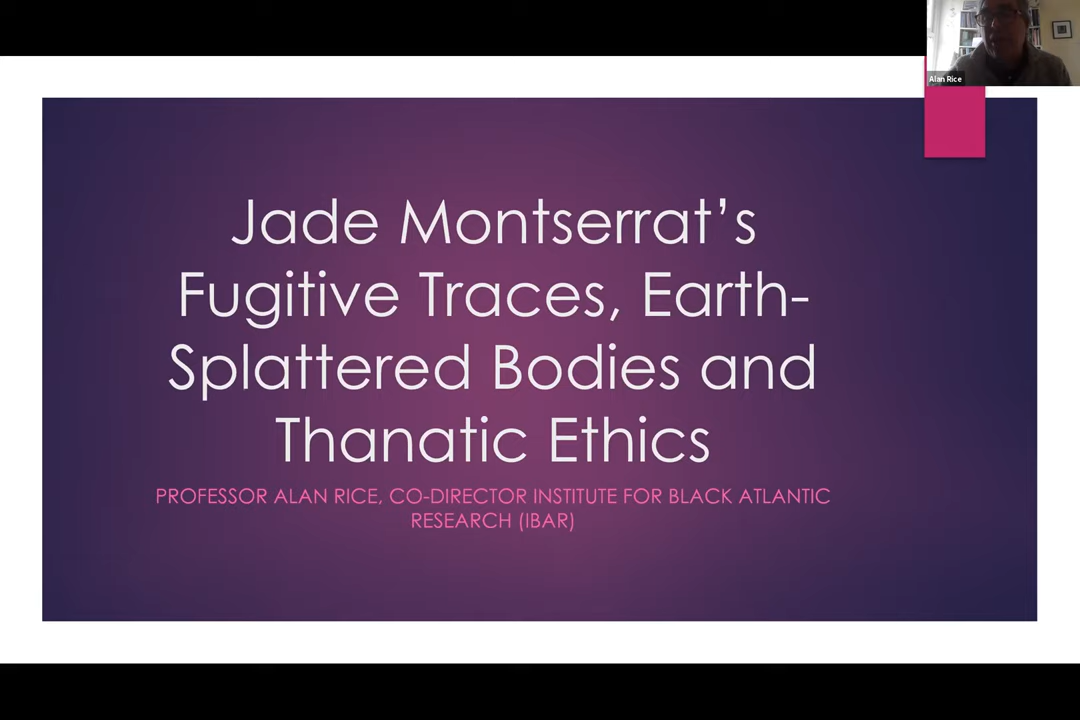 Alan Rice
Jade Montserrat’s
Fugitive Traces, Earth-
Splattered Bodies and
Thanatic Ethics
PROFESSOR ALAN RICE, CO-DIRECTOR INSTITUTE FOR BLACK ATLANTIC
RESEARCH (IBAR)